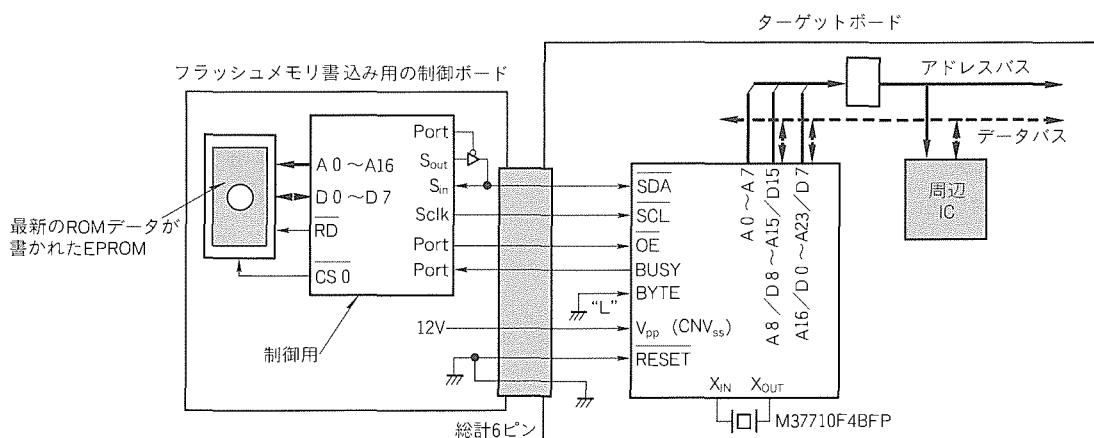 ターゲットボード
フラッシュメモリ書込み用の制御ボード
アドレスバス
データバス
周辺
IC
最新のROMデータが
書かれたEPROM
A0~A16
D0~D7
RD
CS0
制御用
Port
Sout
Sin
Sclk
Port
Port
12V
"L"
SDA
SCL
OE
BUSY
BYTE
Vpp (CNVss)
RESET
A0~A7
A8/D8~A15/D15
A16/D0~A23/D7
XIN
XOUT
M37710F4BFP
総計6ピン